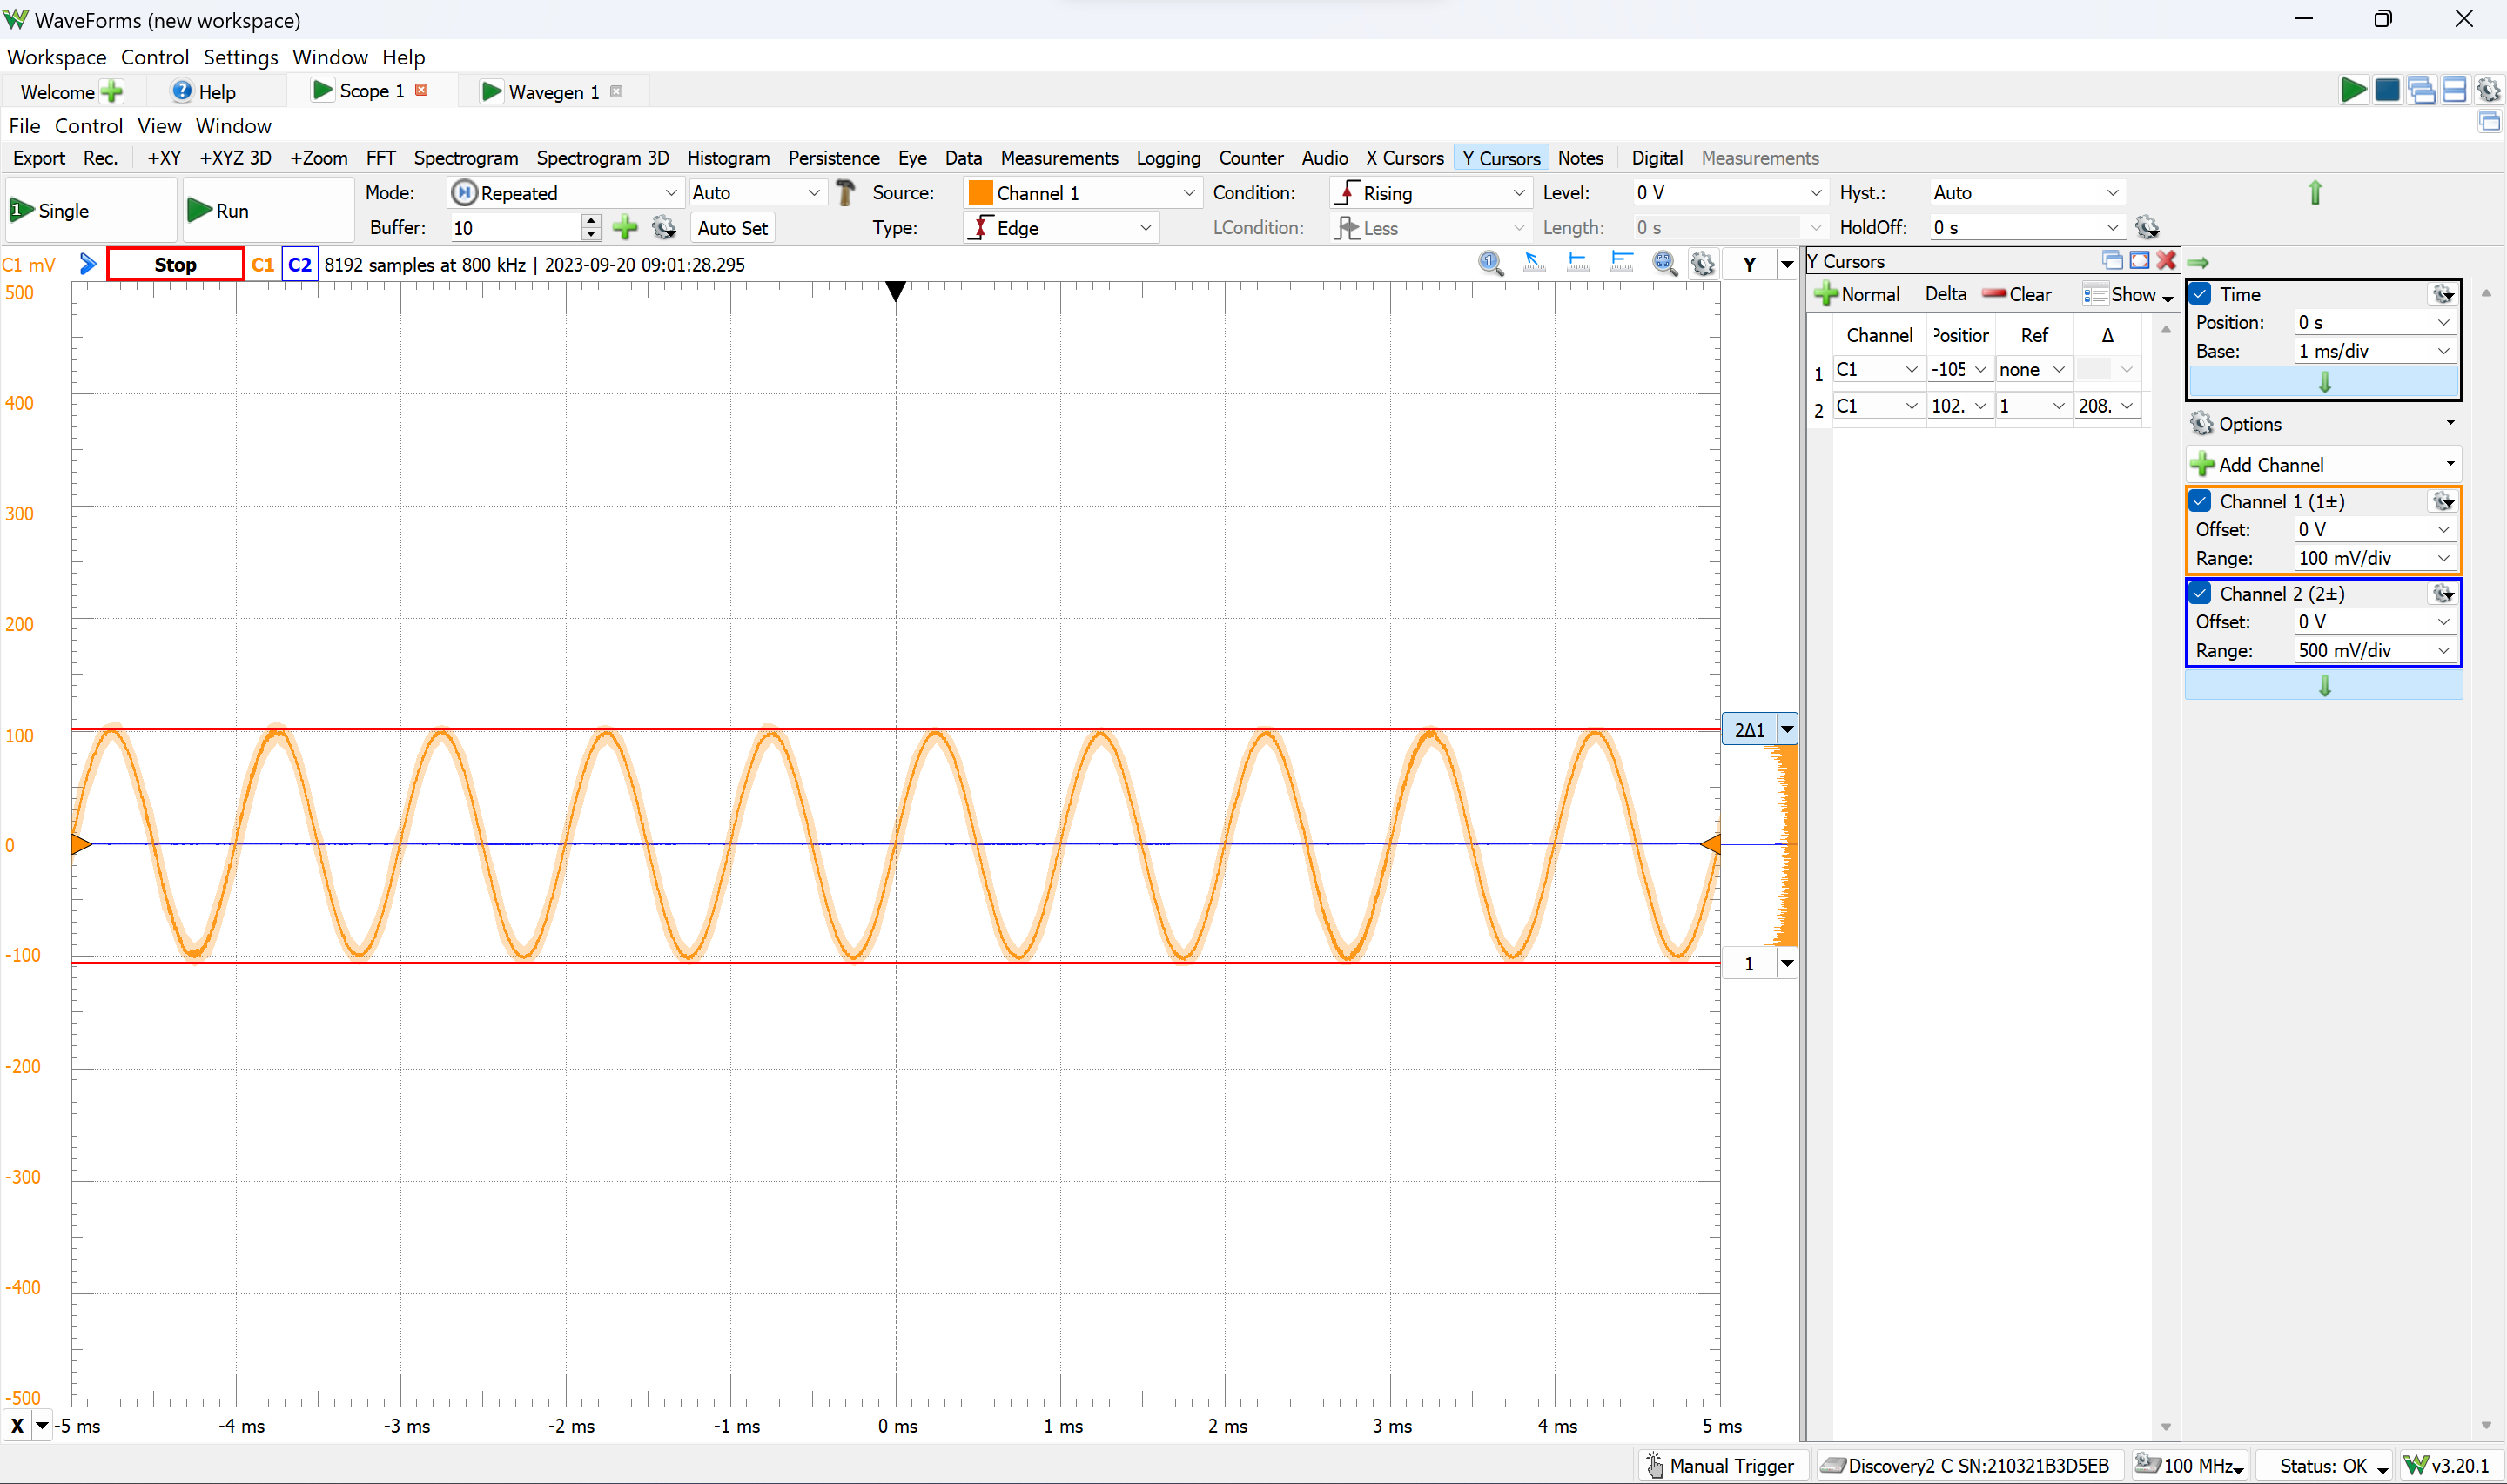 WaveForms (new workspace)
Workspace Control Settings Window Help
Welcome Help Scope 1 Wavegen 1
File Control View Window
Export Rec. +XY +XYZ 3D +Zoom FFT Spectrogram Spectrogram 3D Histogram Persistence Eye Data Measurements Logging Counter Audio X Cursors Y Cursors Notes Digital Measurements
1 Single Run Mode: Repeated Auto Source: Channel 1 Condition: Rising Level: 0 V Hyst.: Auto
Buffer: 10 Auto Set Type: Edge LCondition: Less Length: 0 s HoldOff: 0 s
C1 mV Stop C1 C2 8192 samples at 800 kHz | 2023-09-20 09:01:28.295 Y
Y Cursors
Normal Delta Clear Show
Channel Position Ref Δ
1 C1 -105 none
2 C1 102. 1 208.
Time
Position: 0 s
Base: 1 ms/div
Options
Add Channel
Channel 1 (1±)
Offset: 0 V
Range: 100 mV/div
Channel 2 (2±)
Offset: 0 V
Range: 500 mV/div
500
400
300
200
100
0
-100
-200
-300
-400
-500
2Δ1
1
X -5 ms -4 ms -3 ms -2 ms -1 ms 0 ms 1 ms 2 ms 3 ms 4 ms 5 ms
Manual Trigger Discovery2 C SN:210321B3D5EB 100 MHz Status: OK v3.20.1